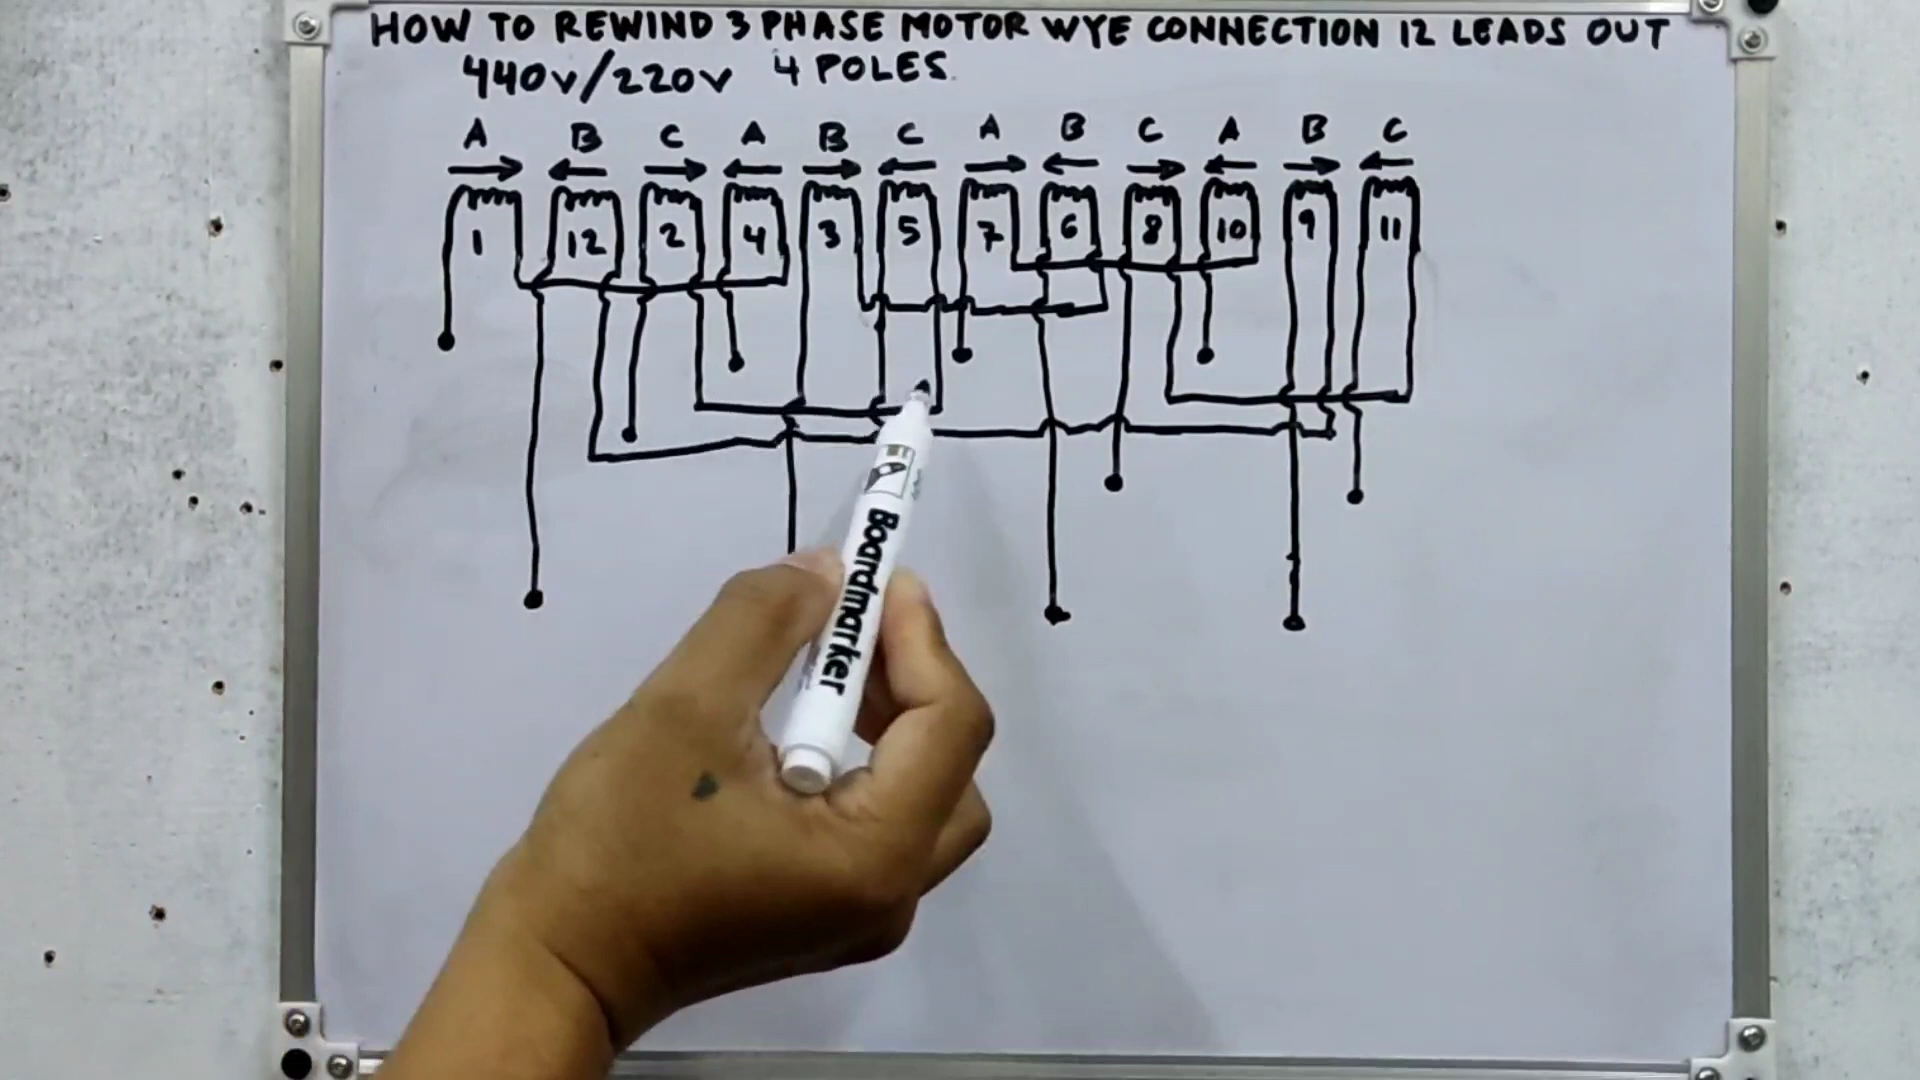 HOW TO REWIND 3 PHASE MOTOR WYE CONNECTION 12 LEADS OUT
440V/220V 4 POLES.
A B C A B C A B C A B C
1 12 2 4 3 5 7 6 8 10 9 11
Boardmarker